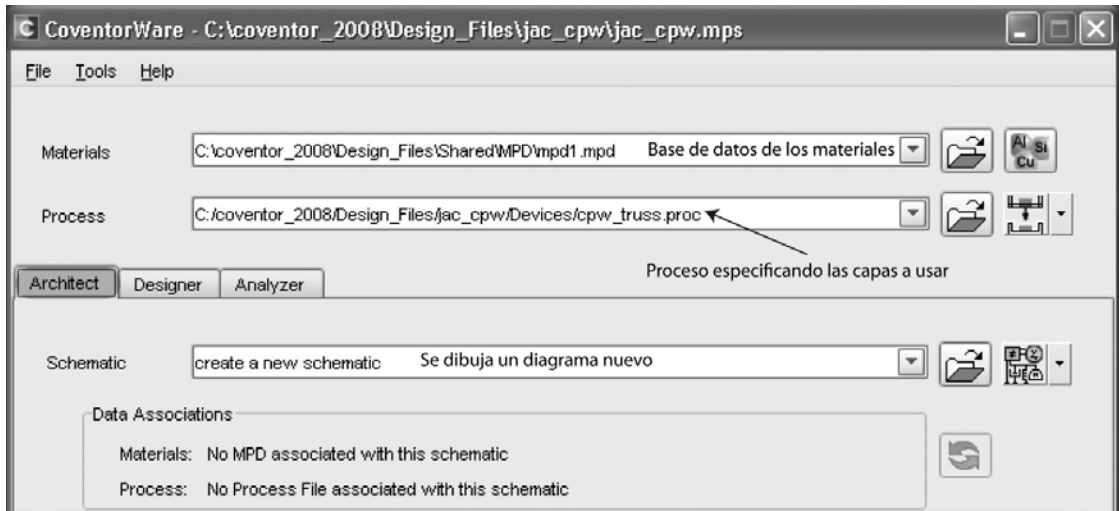 CoventorWare - C:\coventor_2008\Design_Files\jac_cpw\jac_cpw.mps
File Tools Help
Materials C:\coventor_2008\Design_Files\Shared\MPD\mpd1.mpd Base de datos de los materiales Al Si Cu
Process C:/coventor_2008/Design_Files/jac_cpw/Devices/cpw_truss.proc
Proceso especificando las capas a usar
Architect Designer Analyzer
Schematic create a new schematic Se dibuja un diagrama nuevo
Data Associations
Materials: No MPD associated with this schematic
Process: No Process File associated with this schematic